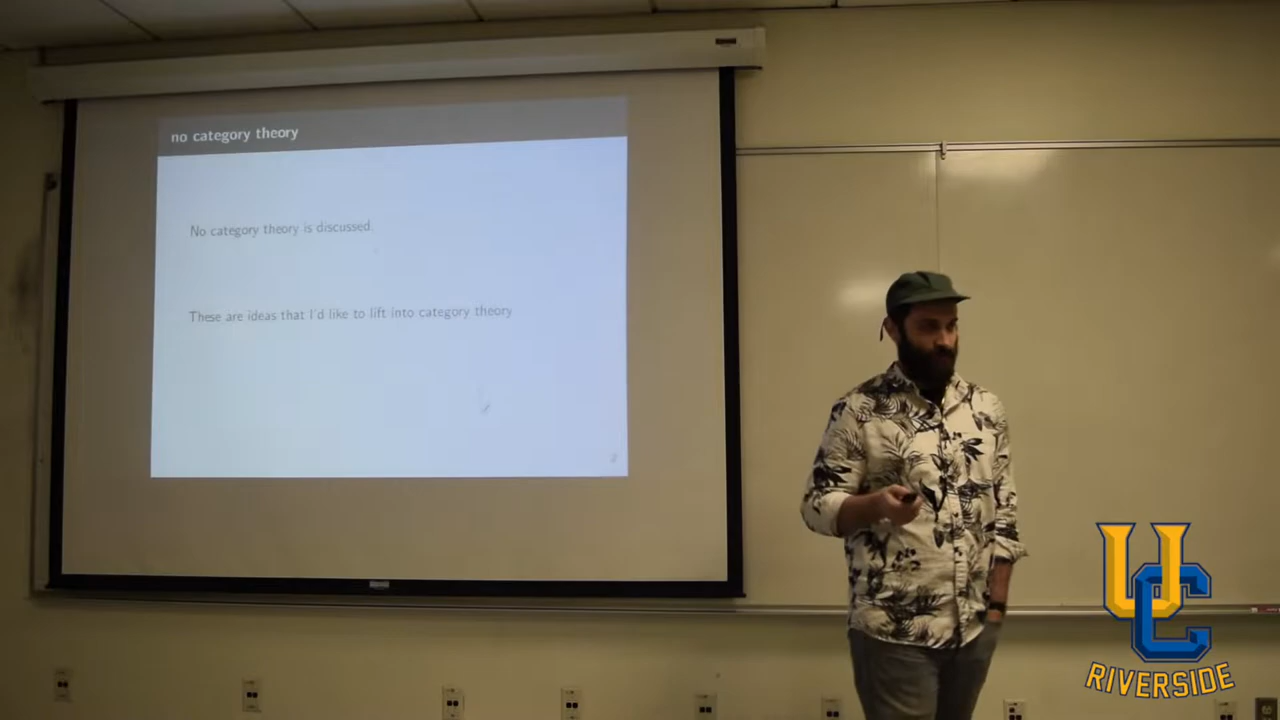 no category theory
No category theory is discussed.
These are ideas that I'd like to lift into category theory
UC
RIVERSIDE